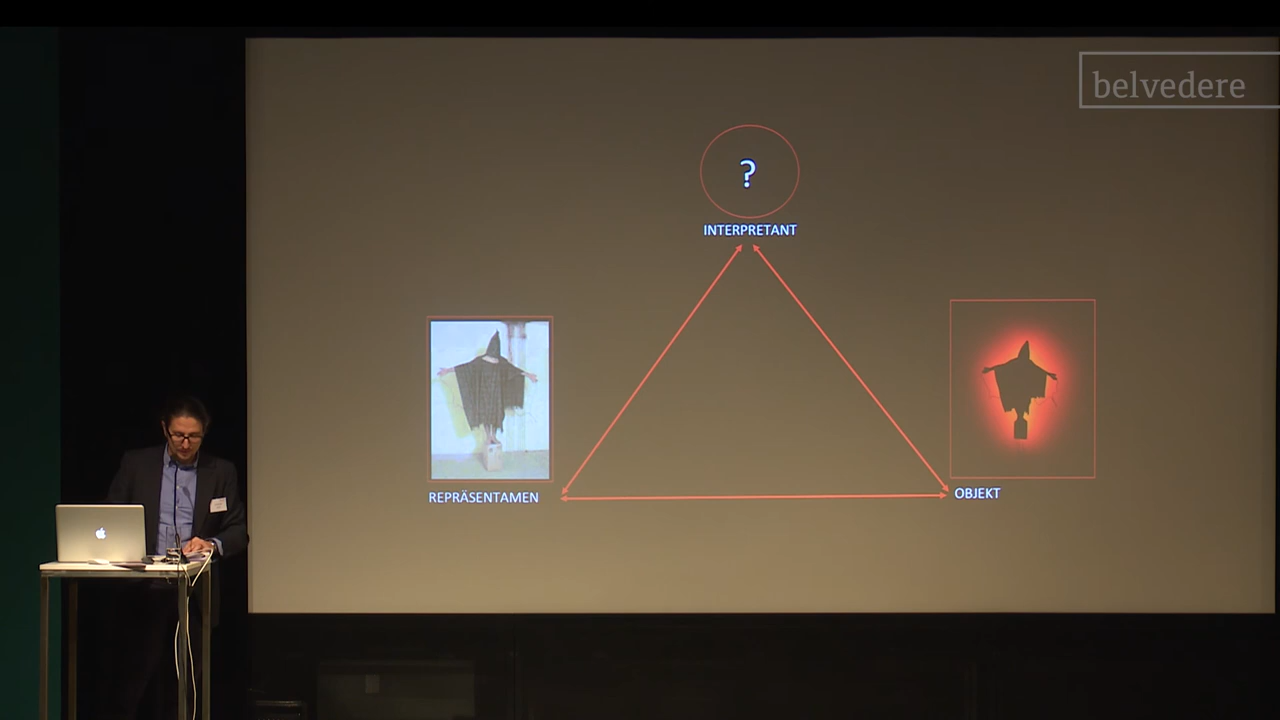 belvedere
?
INTERPRETANT
REPRÄSENTAMEN
OBJEKT